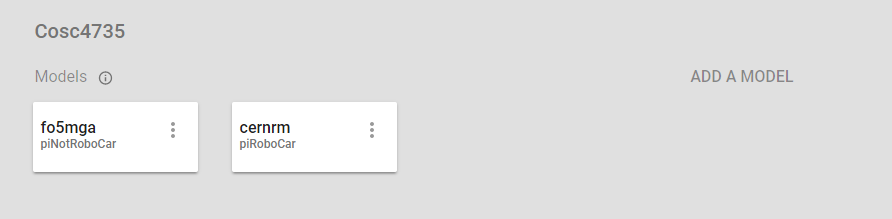 Cosc4735
Models
ADD A MODEL
fo5mga
piNotRoboCar
cernrm
piRoboCar